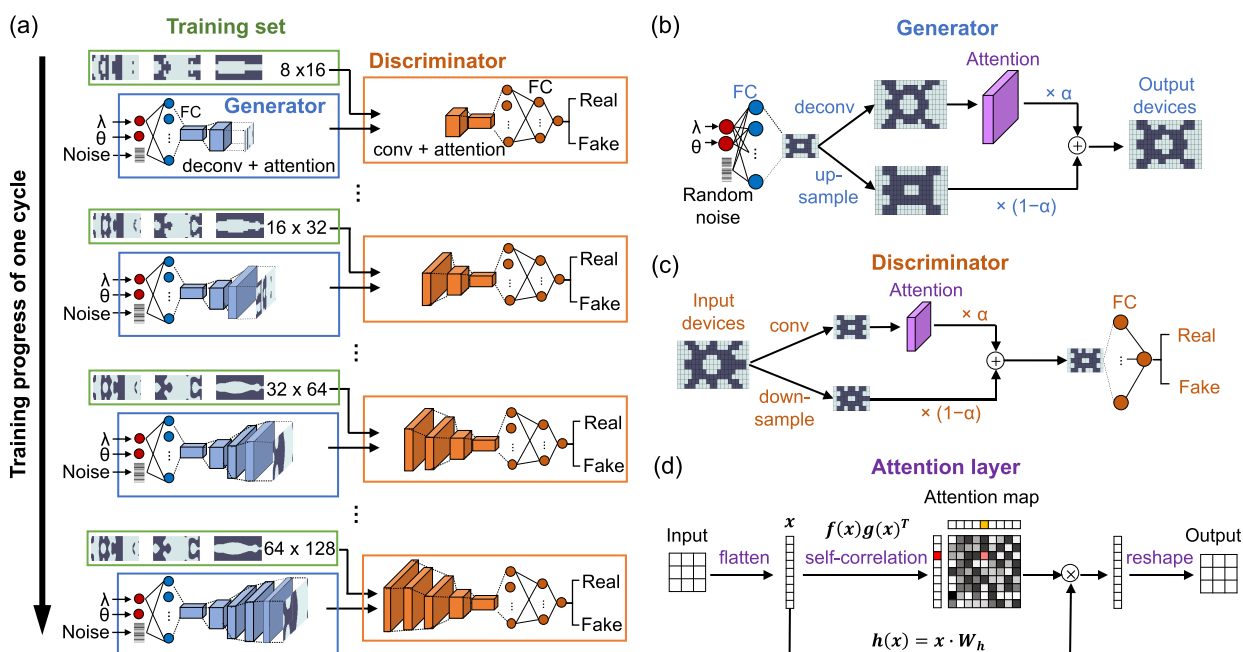 (a)
Training set
Training progress of one cycle
8 x16
Discriminator
Generator
FC
λ
θ
Noise
deconv + attention
FC
conv + attention
Real
Fake
...
16 x 32
λ
θ
Noise
Real
Fake
...
32 x 64
λ
θ
Noise
Real
Fake
...
64 x 128
λ
θ
Noise
Real
Fake
(b)
Generator
Attention
FC
λ
θ
Random
noise
deconv
up-
sample
× α
× (1−α)
+
Output
devices
(c)
Discriminator
Input
devices
Attention
conv
down-
sample
× α
× (1−α)
+
FC
Real
Fake
(d)
Attention layer
Attention map
Input
flatten
x
f(x)g(x)^T
self-correlation
×
reshape
Output
h(x) = x · W_h